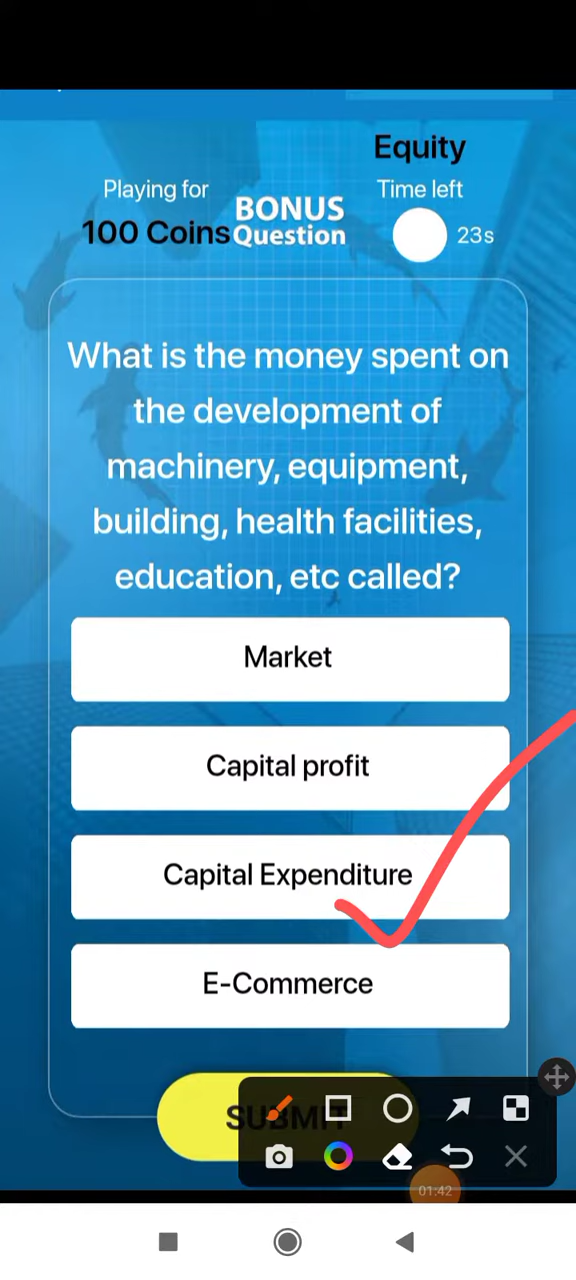 Equity
Playing for
BONUS
Time left
100 Coins
Question
23s
What is the money spent on
the development of
machinery, equipment,
building, health facilities,
education, etc called?
Market
Capital profit
Capital Expenditure
E-Commerce
SUBMIT
01:42